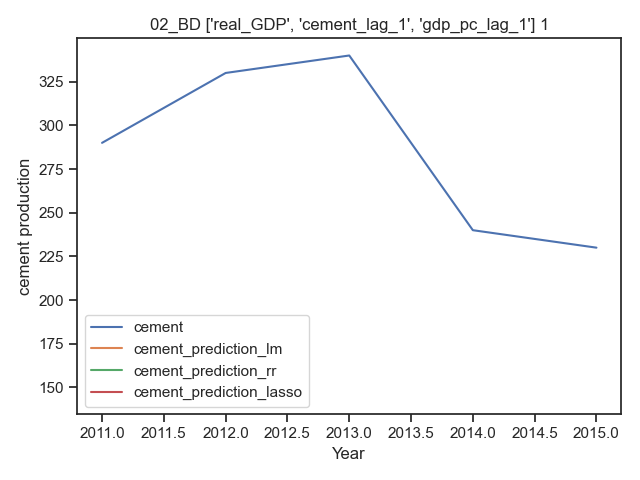 02_BD ['real_GDP', 'cement_lag_1', 'gdp_pc_lag_1'] 1
325
300
275
250
225
200
175
150
cement production
cement
cement_prediction_lm
cement_prediction_rr
cement_prediction_lasso
2011.0 2011.5 2012.0 2012.5 2013.0 2013.5 2014.0 2014.5 2015.0
Year